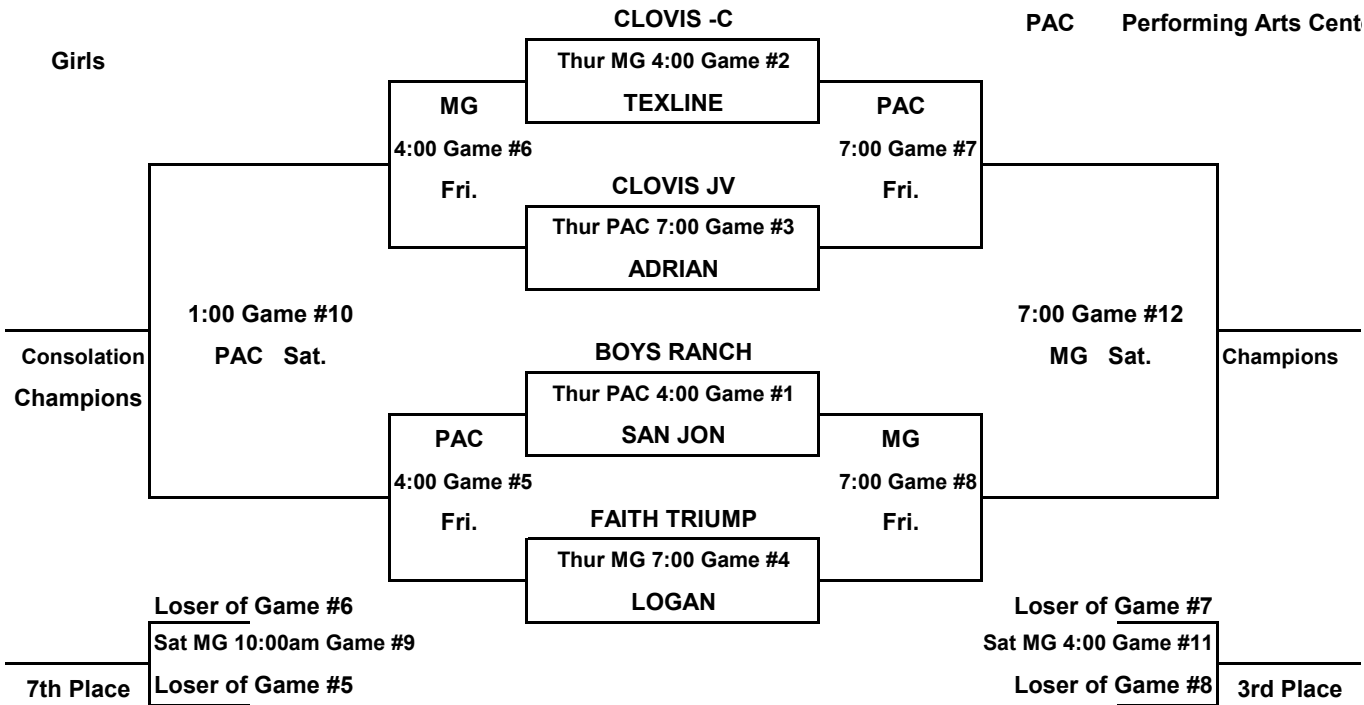 CLOVIS -C
PAC Performing Arts Cent
Girls
Thur MG 4:00 Game #2
MG
TEXLINE
PAC
4:00 Game #6
7:00 Game #7
Fri.
CLOVIS JV
Fri.
Thur PAC 7:00 Game #3
ADRIAN
1:00 Game #10
7:00 Game #12
Consolation
PAC Sat.
BOYS RANCH
MG Sat.
Champions
Champions
Thur PAC 4:00 Game #1
PAC
SAN JON
MG
4:00 Game #5
7:00 Game #8
Fri.
FAITH TRIUMP
Fri.
Thur MG 7:00 Game #4
LOGAN
Loser of Game #6
Loser of Game #7
Sat MG 10:00am Game #9
Sat MG 4:00 Game #11
7th Place
Loser of Game #5
Loser of Game #8
3rd Place